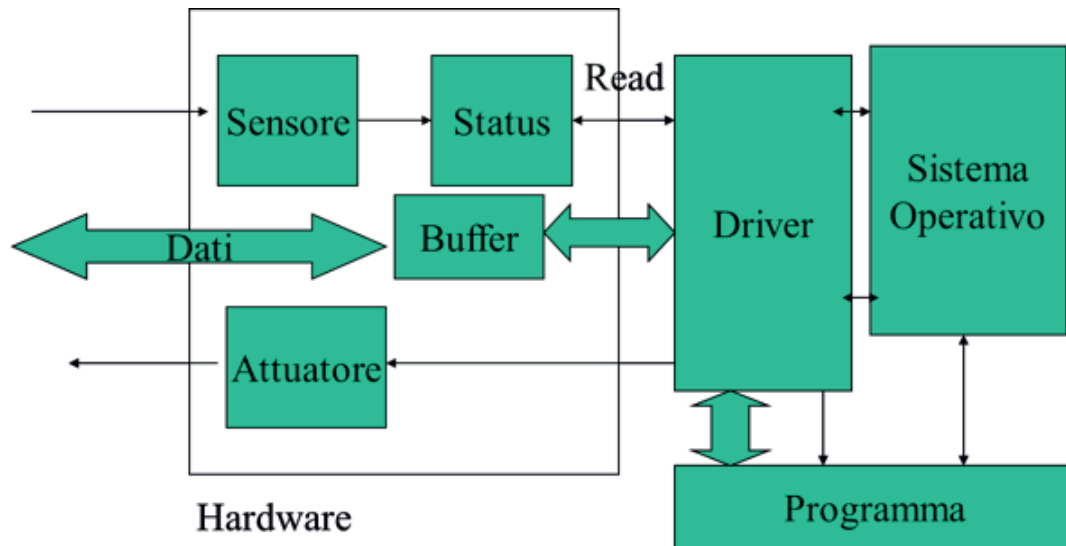 Read
Sensore
Status
Sistema
Operativo
Driver
Dati
Buffer
Attuatore
Programma
Hardware